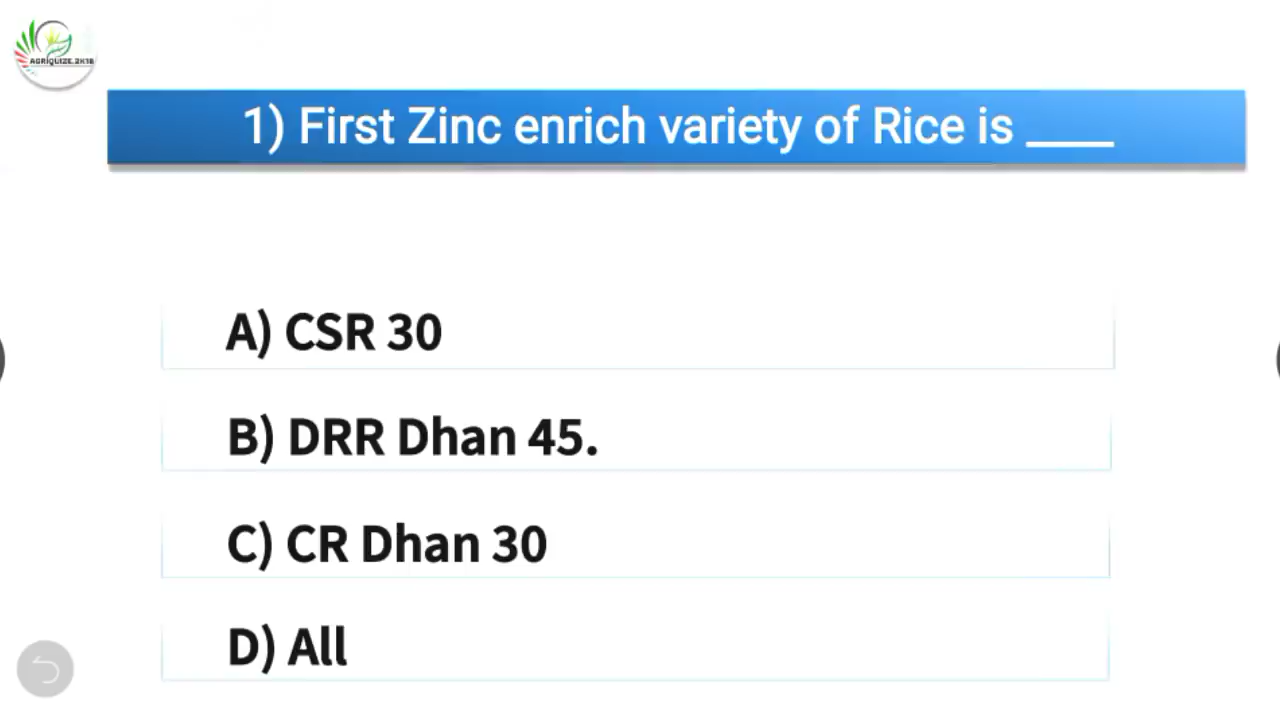 AGRIQUIZE.2K18
1) First Zinc enrich variety of Rice is ____
A) CSR 30
B) DRR Dhan 45.
C) CR Dhan 30
D) All